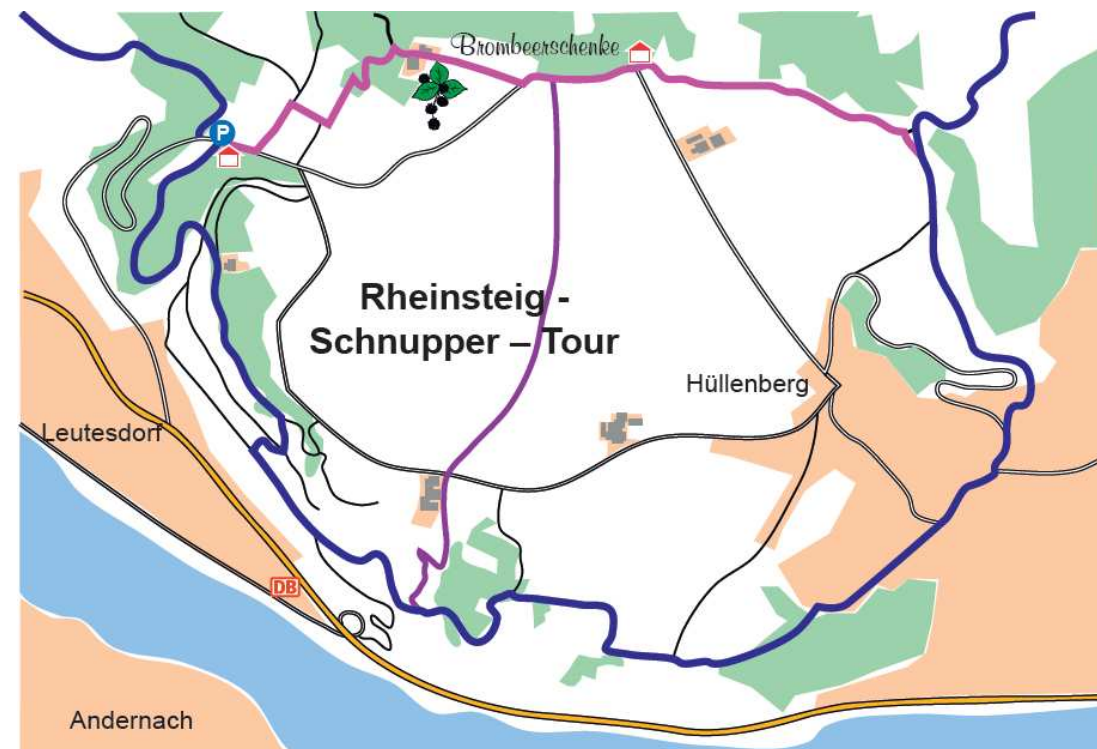 Brombeerschenke
P
Rheinsteig -
Schnupper – Tour
Hüllenberg
Leutesdorf
DB
Andernach